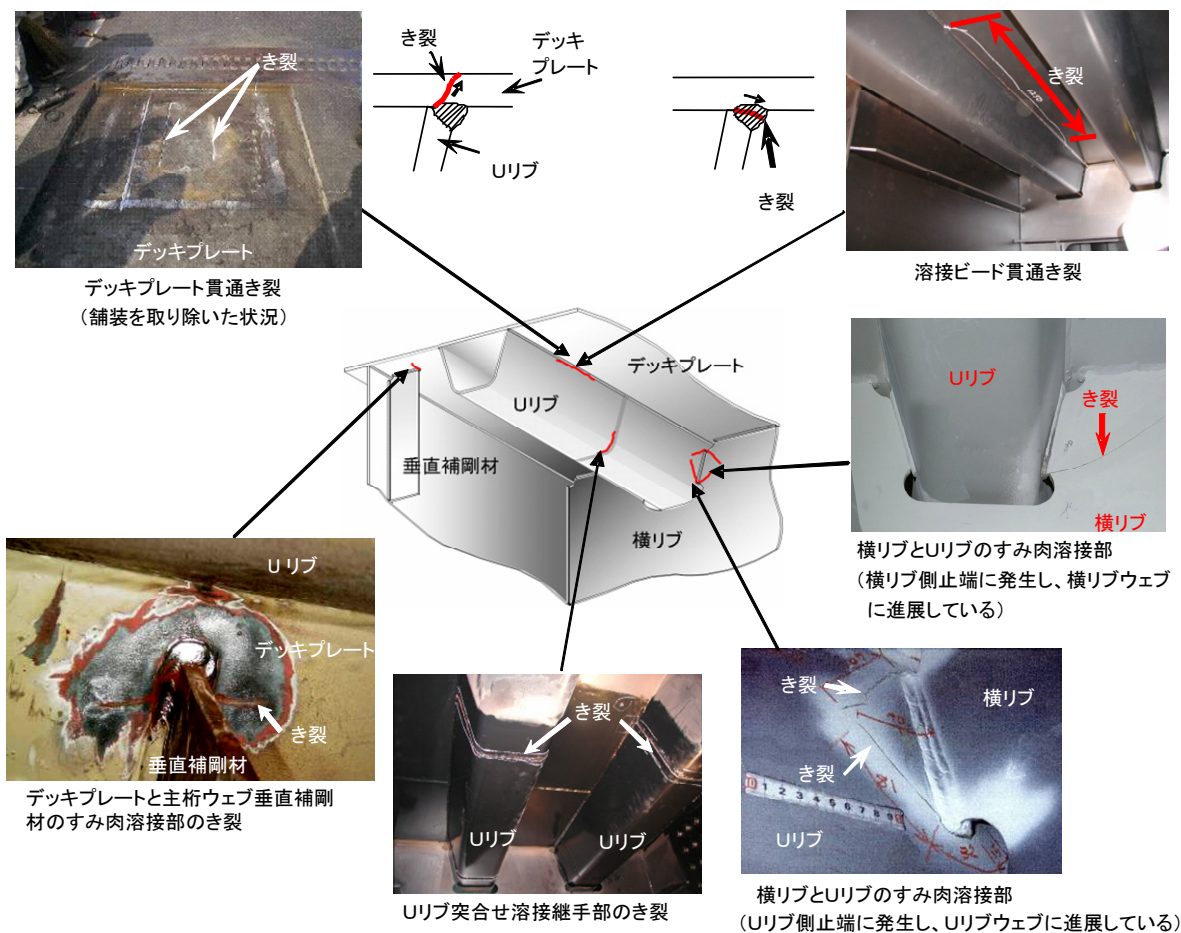 き裂
デッキプレート
デッキプレート貫通き裂
（舗装を取り除いた状況）
き裂
デッキ
プレート
Uリブ
き裂
き裂
溶接ビード貫通き裂
デッキプレート
Uリブ
垂直補剛材
横リブ
Uリブ
き裂
横リブ
横リブとUリブのすみ肉溶接部
（横リブ側止端に発生し、横リブウェブ
に進展している）
Uリブ
デッキプレート
き裂
垂直補剛材
デッキプレートと主桁ウェブ垂直補剛
材のすみ肉溶接部のき裂
き裂
Uリブ
Uリブ
Uリブ突合せ溶接継手部のき裂
き裂
横リブ
き裂
1 2 3 4 5 6 7 8 9
Uリブ
横リブとUリブのすみ肉溶接部
（Uリブ側止端に発生し、Uリブウェブに進展している）